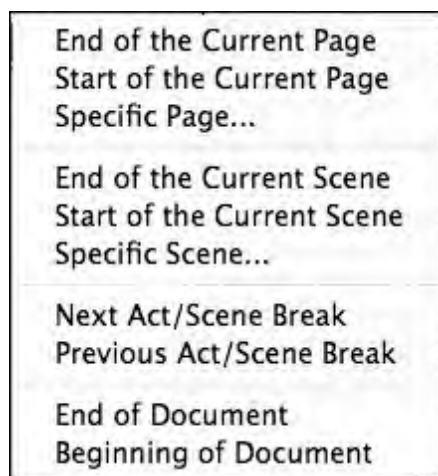 End of the Current Page
Start of the Current Page
Specific Page...
End of the Current Scene
Start of the Current Scene
Specific Scene...
Next Act/Scene Break
Previous Act/Scene Break
End of Document
Beginning of Document